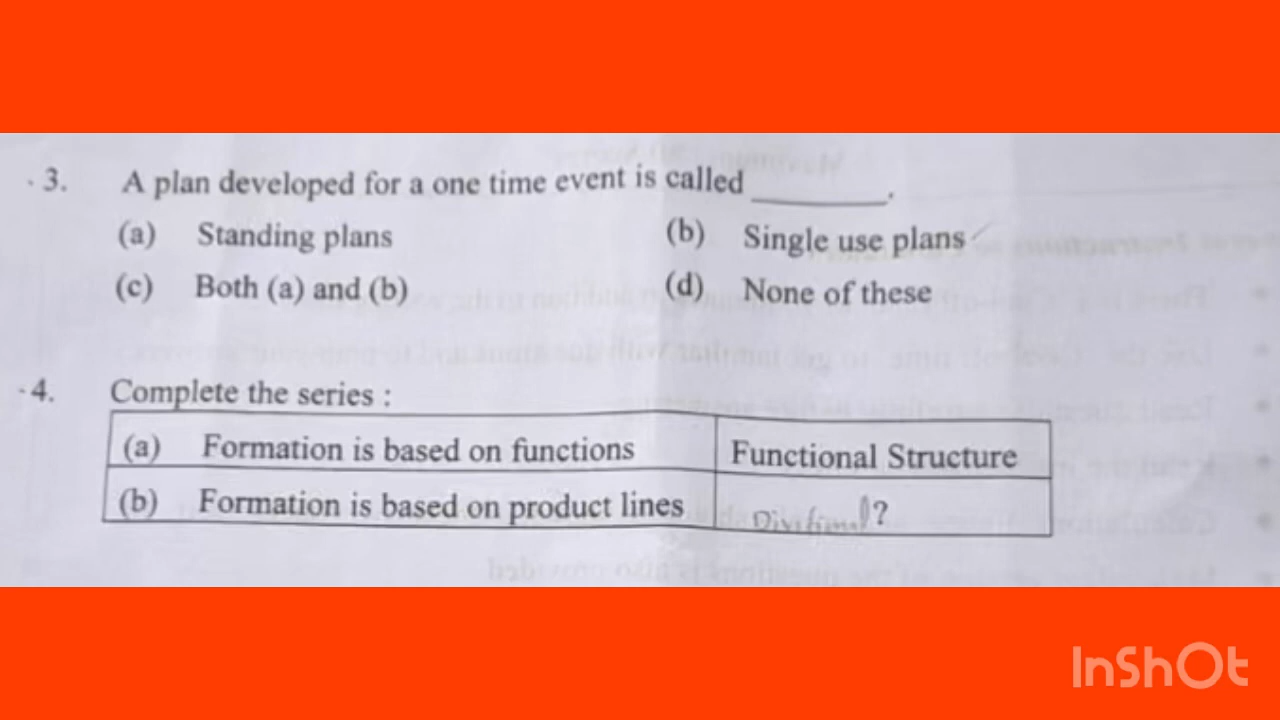 3. A plan developed for a one time event is called ________.
(a) Standing plans (b) Single use plans
(c) Both (a) and (b) (d) None of these
4. Complete the series :
(a) Formation is based on functions Functional Structure
(b) Formation is based on product lines Divisional?
InShOt